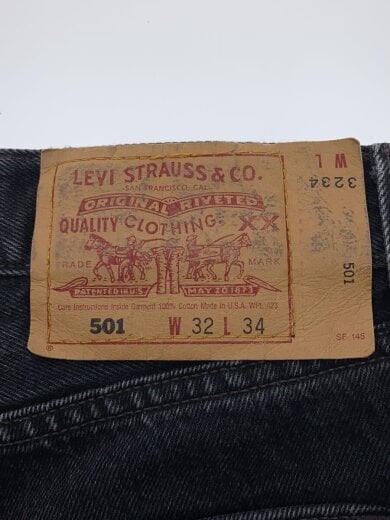 LEVI STRAUSS & CO.
SAN FRANCISCO, CAL.
ORIGINAL RIVETED
QUALITY CLOTHING XX
TRADE MARK
PATENTED IN U.S. MAY 20 1873
Care Instructions Inside Garment 100% Cotton Made in U.S.A. WPL 423
501 W 32 L 34
® SF 145
W L
3234
501